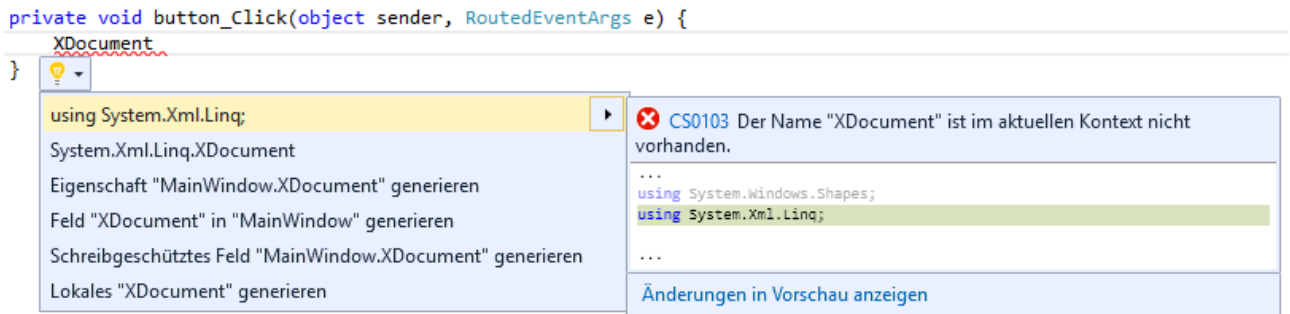 private void button_Click(object sender, RoutedEventArgs e) {
XDocument
}
using System.Xml.Linq;
System.Xml.Linq.XDocument
Eigenschaft "MainWindow.XDocument" generieren
Feld "XDocument" in "MainWindow" generieren
Schreibgeschütztes Feld "MainWindow.XDocument" generieren
Lokales "XDocument" generieren
CS0103 Der Name "XDocument" ist im aktuellen Kontext nicht
vorhanden.
...
using System.Windows.Shapes;
using System.Xml.Linq;
...
Änderungen in Vorschau anzeigen